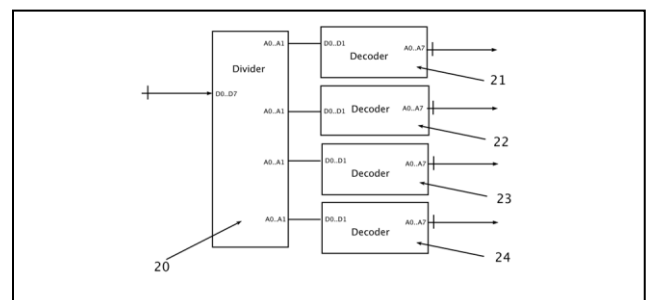 A0..A1
D0..D1
A0..A7
Decoder
Divider
21
D0..D7
A0..A1
D0..D1
Decoder
A0..A7
22
A0..A1
D0..D1
A0..A7
Decoder
23
A0..A1
D0..D1
A0..A7
Decoder
24
20